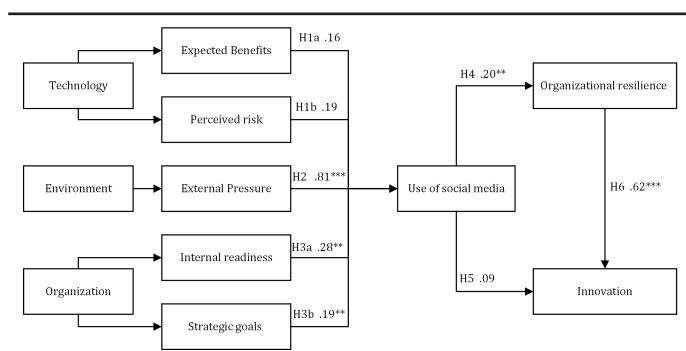 Expected Benefits
H1a .16
Technology
Perceived risk
H1b .19
Environment
External Pressure
H2 .81***
Internal readiness
H3a .28**
Organization
Strategic goals
H3b .19**
Use of social media
H4 .20**
Organizational resilience
H6 .62***
H5 .09
Innovation